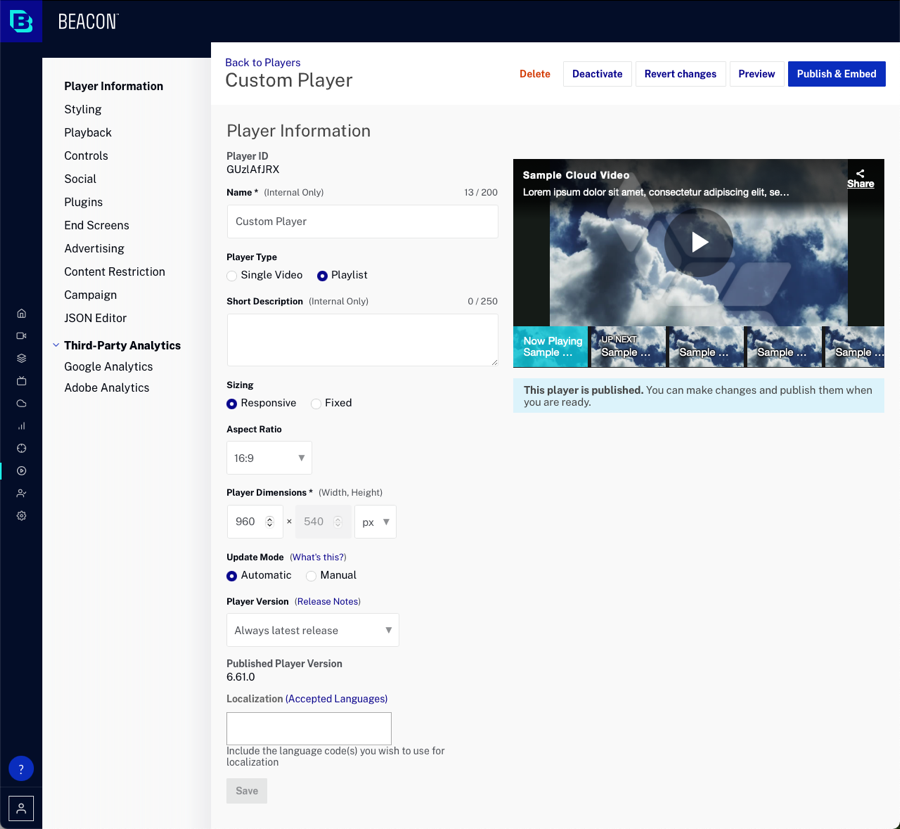 BEACON
Player Information
Styling
Playback
Controls
Social
Plugins
End Screens
Advertising
Content Restriction
Campaign
JSON Editor
Third-Party Analytics
Google Analytics
Adobe Analytics
?
Back to Players
Custom Player
Delete
Deactivate
Revert changes
Preview
Publish & Embed
Player Information
Player ID
GUzlAfJRX
Name * (Internal Only) 13 / 200
Custom Player
Player Type
Single Video Playlist
Short Description (Internal Only) 0 / 250
Sizing
Responsive Fixed
Aspect Ratio
16:9
Player Dimensions * (Width, Height)
960 × 540 px
Update Mode (What's this?)
Automatic Manual
Player Version (Release Notes)
Always latest release
Published Player Version
6.61.0
Localization (Accepted Languages)
Include the language code(s) you wish to use for
localization
Save
Sample Cloud Video
Lorem ipsum dolor sit amet, consectetur adipiscing elit, se...
Share
Now Playing
Sample ...
UP NEXT
Sample ...
Sample ...
Sample ...
Sample ...
This player is published. You can make changes and publish them when
you are ready.